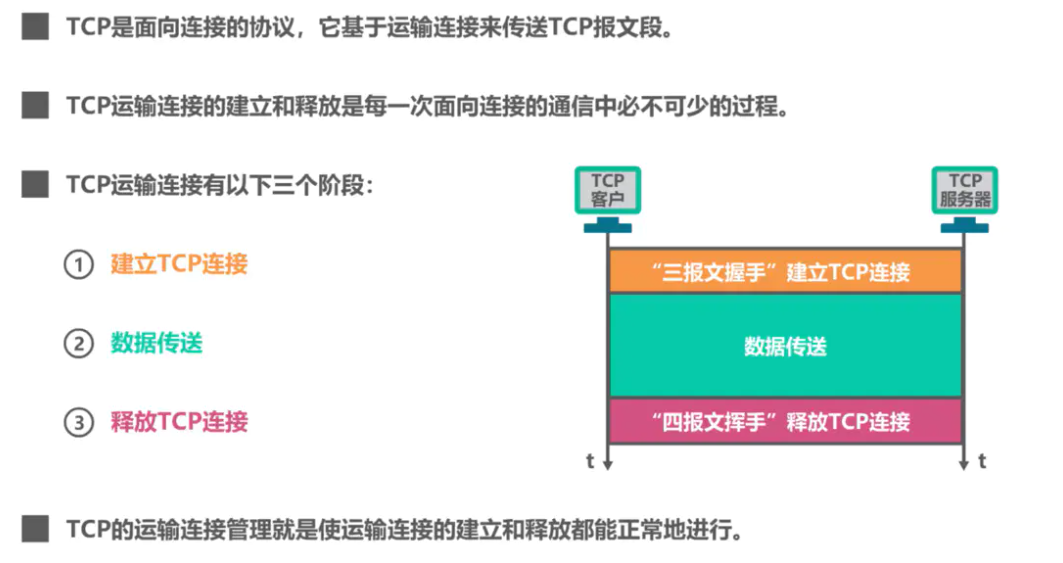 TCP是面向连接的协议，它基于运输连接来传送TCP报文段。
TCP运输连接的建立和释放是每一次面向连接的通信中必不可少的过程。
TCP运输连接有以下三个阶段：
① 建立TCP连接
② 数据传送
③ 释放TCP连接
TCP
客户
TCP
服务器
“三报文握手”建立TCP连接
数据传送
“四报文挥手”释放TCP连接
t
t
TCP的运输连接管理就是使运输连接的建立和释放都能正常地进行。